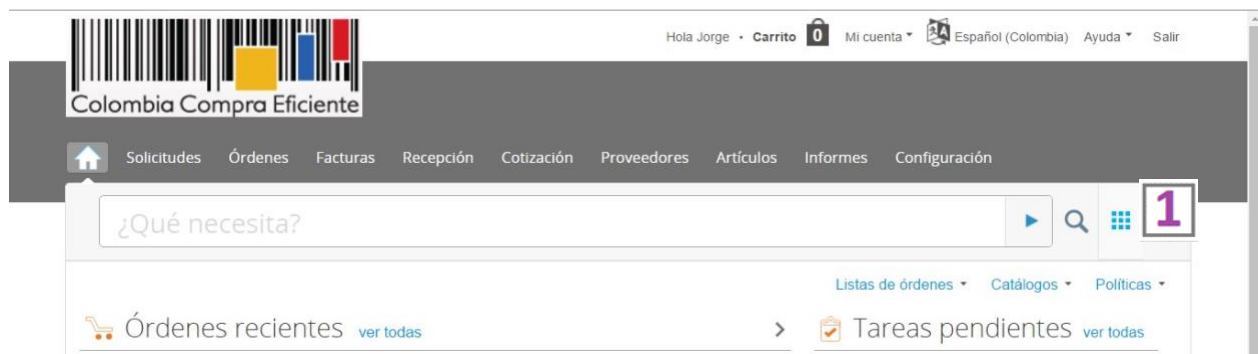 Hola Jorge · Carrito 0 Mi cuenta Español (Colombia) Ayuda Salir
Colombia Compra Eficiente
Solicitudes Órdenes Facturas Recepción Cotización Proveedores Artículos Informes Configuración
¿Qué necesita?
1
Listas de órdenes Catálogos Políticas
Órdenes recientes ver todas
Tareas pendientes ver todas